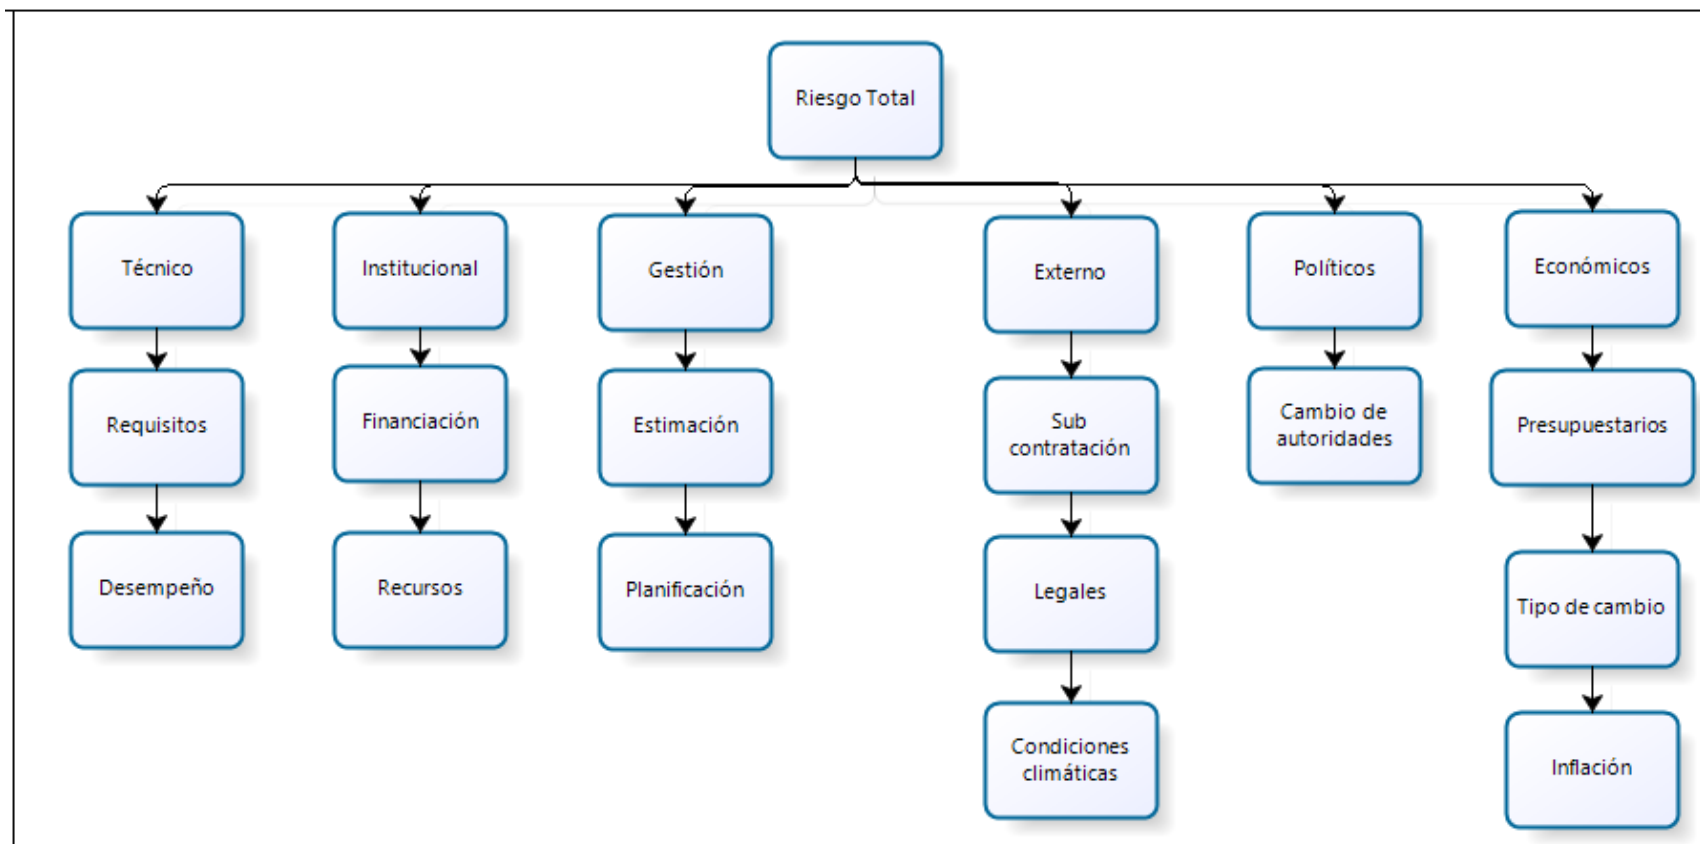 Riesgo Total
Técnico
Institucional
Gestión
Externo
Políticos
Económicos
Requisitos
Financiación
Estimación
Sub
contratación
Cambio de
autoridades
Presupuestarios
Desempeño
Recursos
Planificación
Legales
Tipo de cambio
Condiciones
climáticas
Inflación